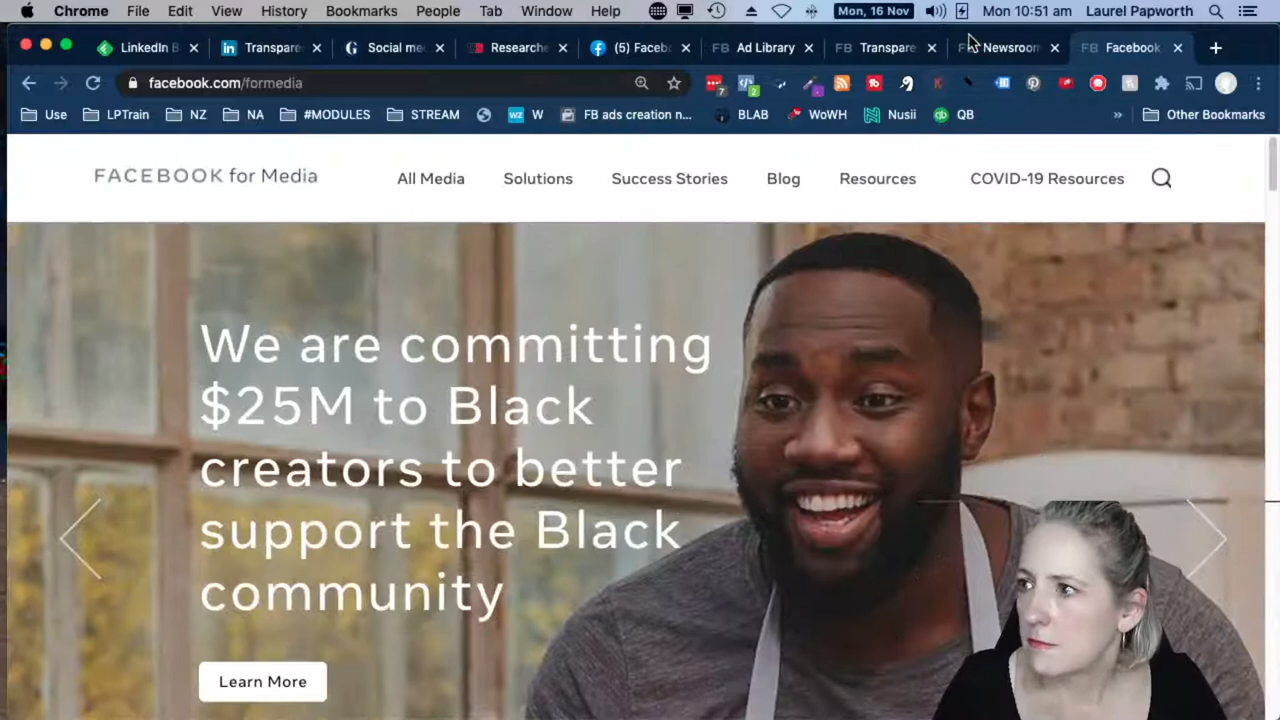 Chrome File Edit View History Bookmarks People Tab Window Help Mon, 16 Nov Mon 10:51 am Laurel Papworth
LinkedIn B Transpare Social me Researche (5) Faceb Ad Library Transpare Newsroom Facebook
facebook.com/formedia
Use LPTrain NZ NA #MODULES STREAM W FB ads creation n... BLAB WoWH Nusii QB » Other Bookmarks
FACEBOOK for Media All Media Solutions Success Stories Blog Resources COVID-19 Resources
We are committing
$25M to Black
creators to better
support the Black
community
Learn More